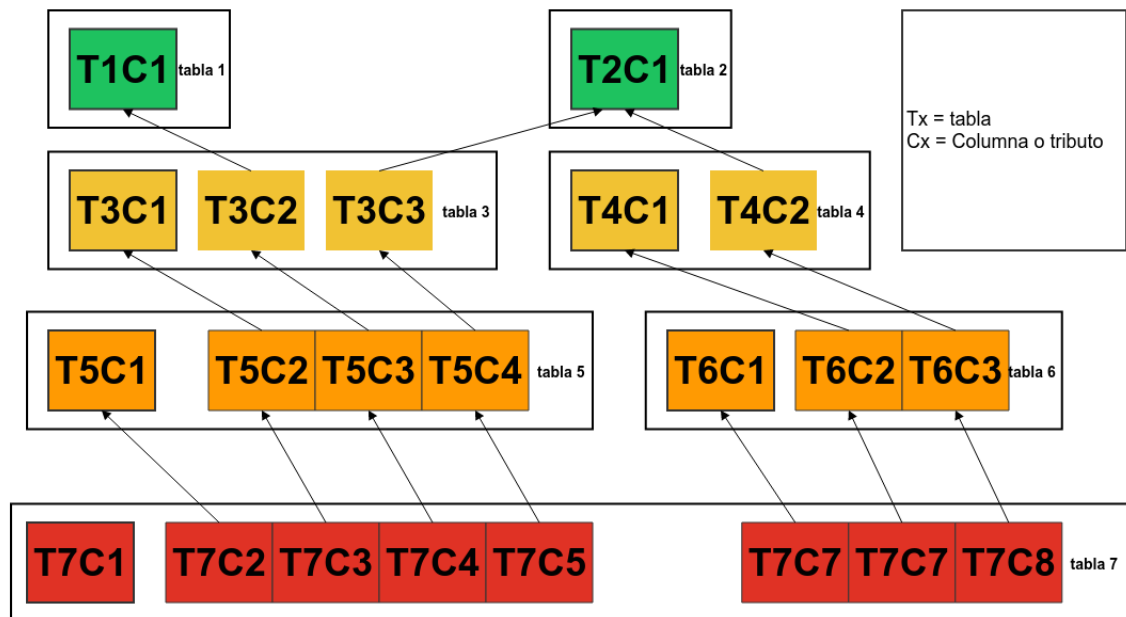 T1C1
tabla 1
T2C1
tabla 2
Tx = tabla
Cx = Columna o tributo
T3C1
T3C2
T3C3
tabla 3
T4C1
T4C2
tabla 4
T5C1
T5C2
T5C3
T5C4
tabla 5
T6C1
T6C2
T6C3
tabla 6
T7C1
T7C2
T7C3
T7C4
T7C5
T7C7
T7C7
T7C8
tabla 7